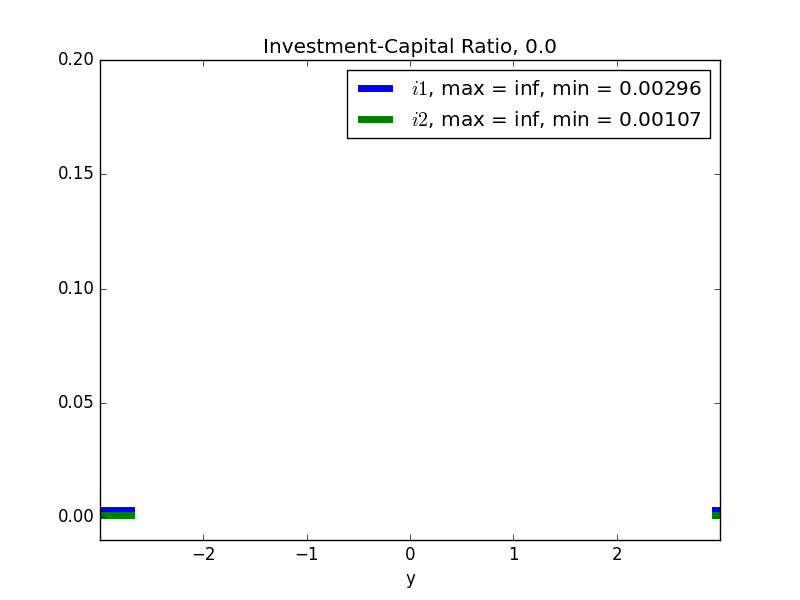 Investment-Capital Ratio, 0.0
0.20
i1, max = inf, min = 0.00296
i2, max = inf, min = 0.00107
0.15
0.10
0.05
0.00
−2 −1 0 1 2
y